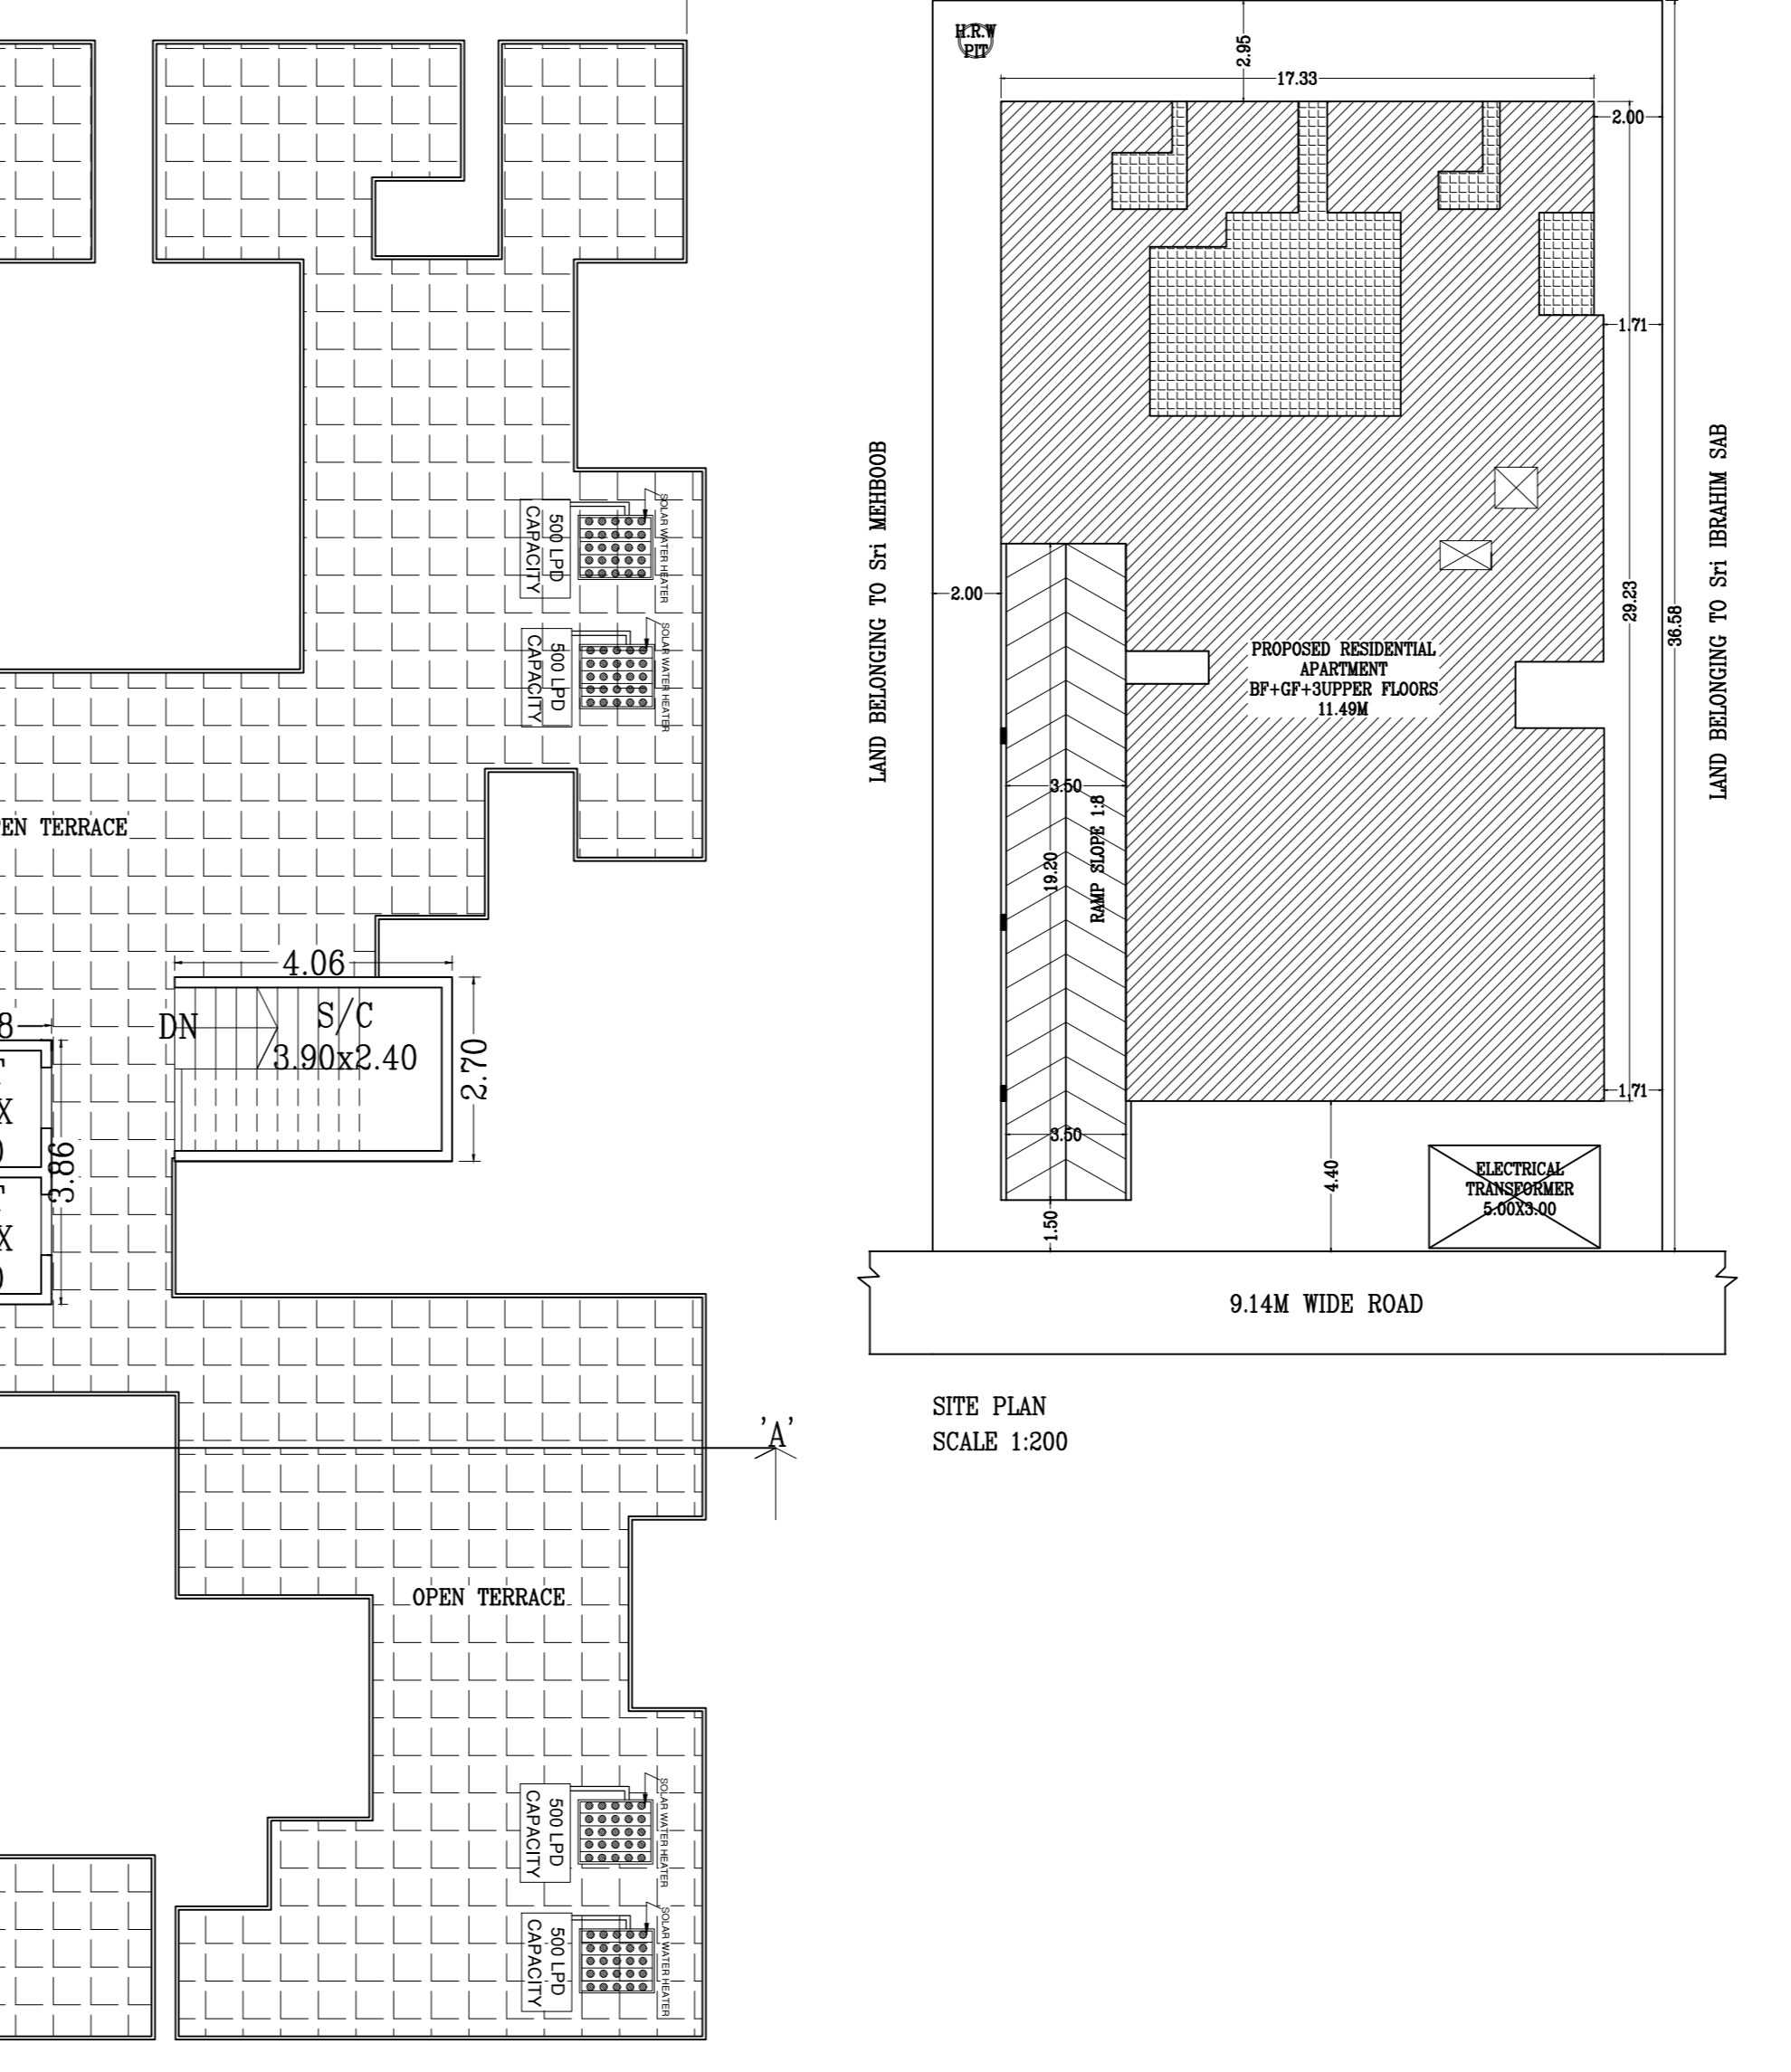 500 LPD
CAPACITY
SOLAR WATER HEATER
500 LPD
CAPACITY
SOLAR WATER HEATER
TERRACE
4.06
DN
S/C
3.90x2.40
2.70
3.86
'A'
OPEN TERRACE
500 LPD
CAPACITY
SOLAR WATER HEATER
500 LPD
CAPACITY
SOLAR WATER HEATER
H.R.W
PIT
2.95
17.33
2.00
1.71
LAND BELONGING TO Sri MEHBOOB
LAND BELONGING TO Sri IBRAHIM SAB
2.00
29.23
36.58
PROPOSED RESIDENTIAL
APARTMENT
BF+GF+3UPPER FLOORS
11.49M
3.50
RAMP SLOPE 1:8
19.20
1.71
3.50
4.40
1.50
ELECTRICAL
TRANSFORMER
5.00X3.00
9.14M WIDE ROAD
SITE PLAN
SCALE 1:200